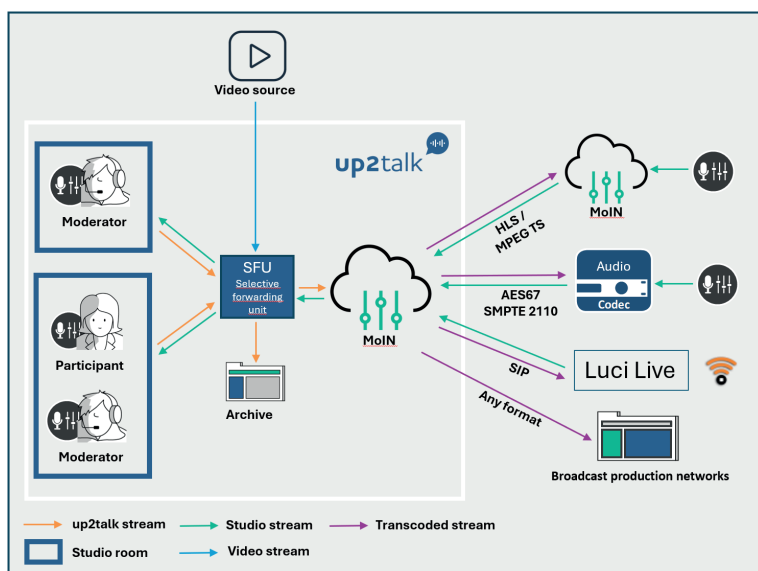 Video source
up2talk
Moderator
SFU
Selective
forwarding
unit
MoIN
Participant
Moderator
Archive
HLS /
MPEG TS
MoIN
AES67
SMPTE 2110
Audio
Codec
SIP
Luci Live
Any format
Broadcast production networks
up2talk stream
Studio stream
Transcoded stream
Studio room
Video stream